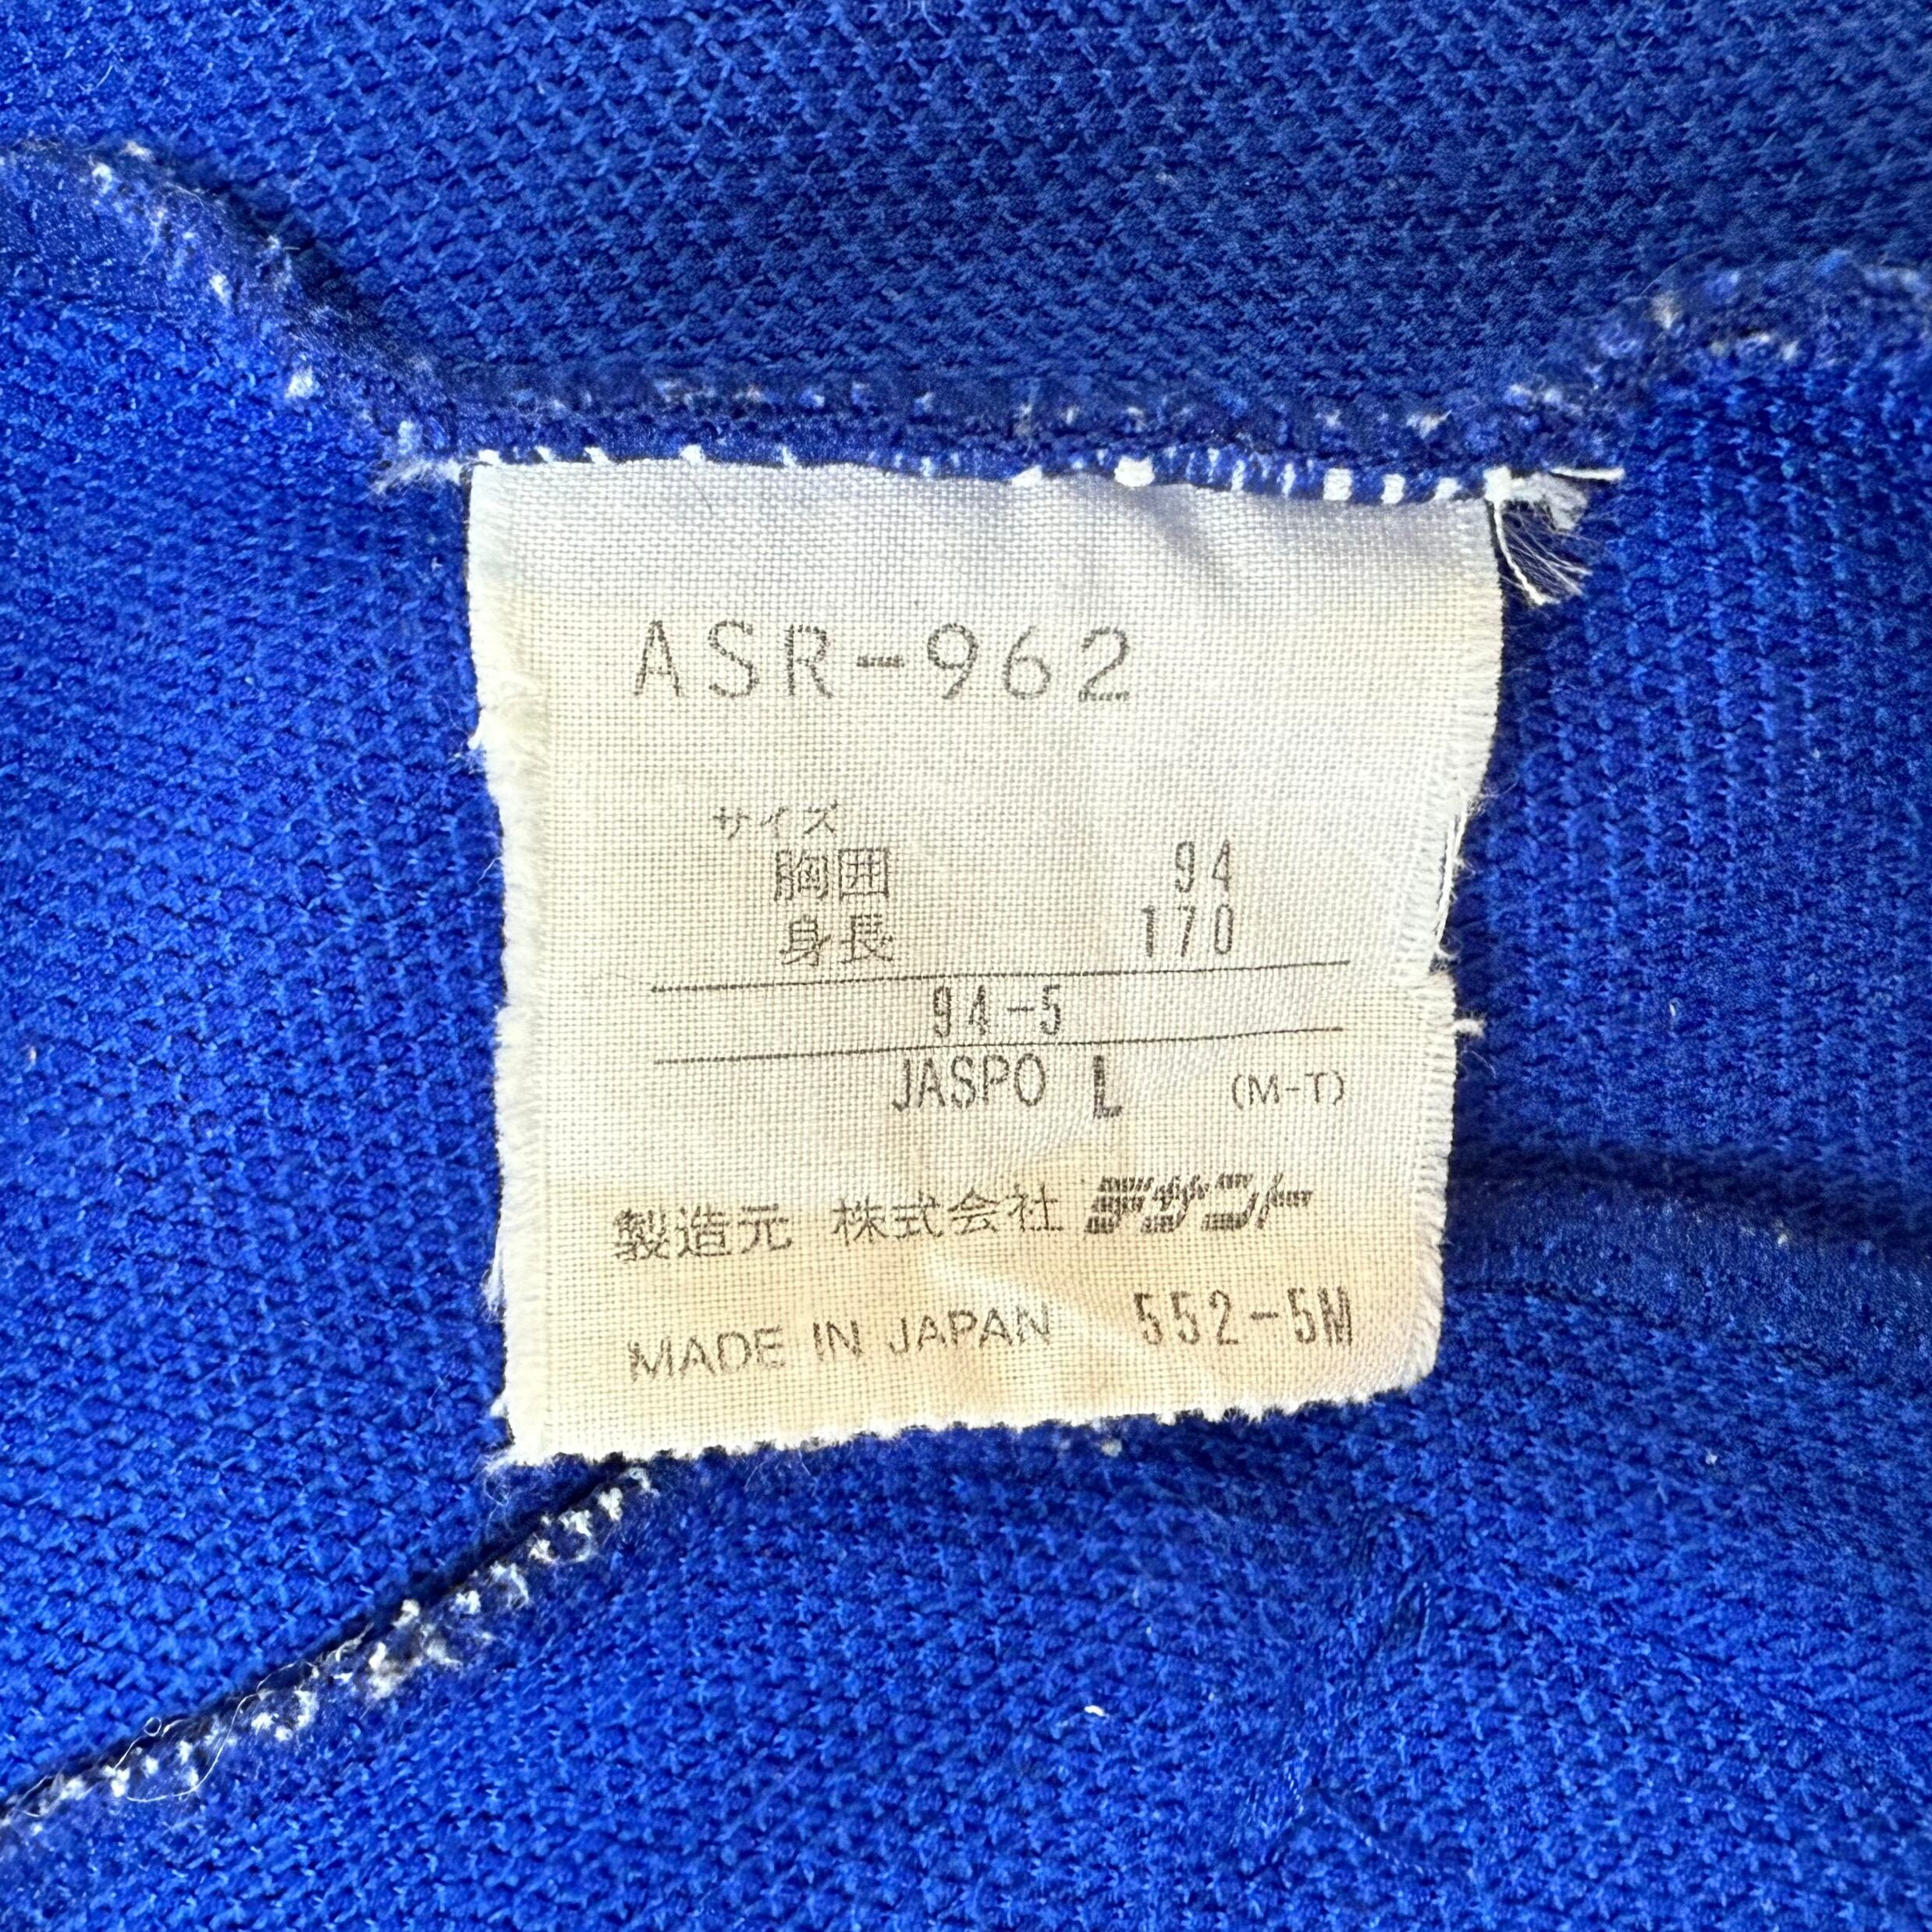 ASR-962
サイズ
胸囲 94
身長 170
94-5
JASPO L (M-T)
製造元 株式会社 デサント
MADE IN JAPAN 552-5M